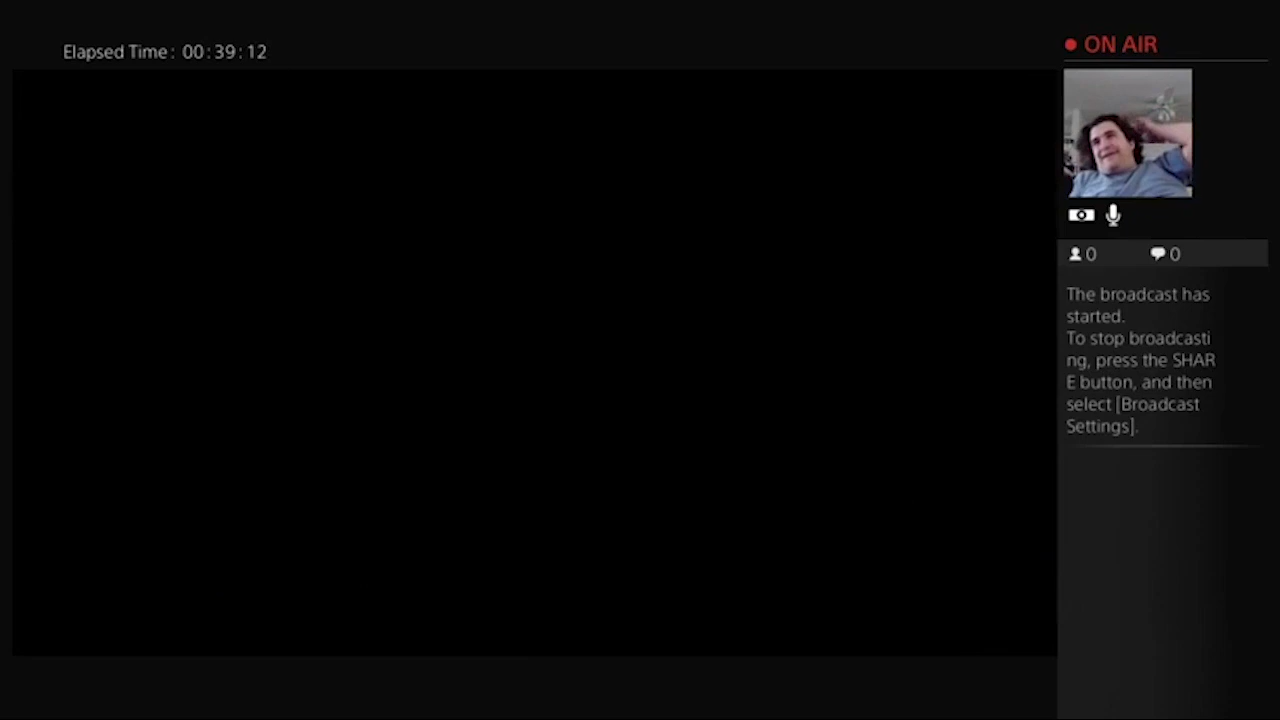 Elapsed Time: 00:39:12
ON AIR
0 0
The broadcast has
started.
To stop broadcasti
ng, press the SHAR
E button, and then
select [Broadcast
Settings].